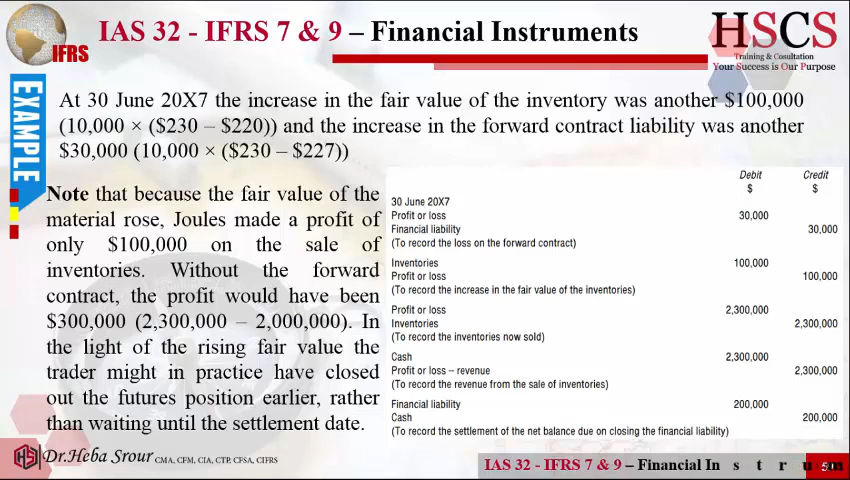 IFRS
IAS 32 - IFRS 7 & 9 – Financial Instruments
HSCS
Training & Cosultation
Your Success is Our Purpose
EXAMPLE
At 30 June 20X7 the increase in the fair value of the inventory was another $100,000
(10,000 × ($230 – $220)) and the increase in the forward contract liability was another
$30,000 (10,000 × ($230 – $227))
Note that because the fair value of the
material rose, Joules made a profit of
only $100,000 on the sale of
inventories. Without the forward
contract, the profit would have been
$300,000 (2,300,000 – 2,000,000). In
the light of the rising fair value the
trader might in practice have closed
out the futures position earlier, rather
than waiting until the settlement date.
Debit Credit
$ $
30 June 20X7
Profit or loss 30,000
Financial liability 30,000
(To record the loss on the forward contract)
Inventories 100,000
Profit or loss 100,000
(To record the increase in the fair value of the inventories)
Profit or loss 2,300,000
Inventories 2,300,000
(To record the inventories now sold)
Cash 2,300,000
Profit or loss – revenue 2,300,000
(To record the revenue from the sale of inventories)
Financial liability 200,000
Cash 200,000
(To record the settlement of the net balance due on closing the financial liability)
HS Dr.Heba Srour CMA, CFM, CIA, CTP, CFSA, CIFRS
IAS 32 - IFRS 7 & 9 – Financial In s t r u m